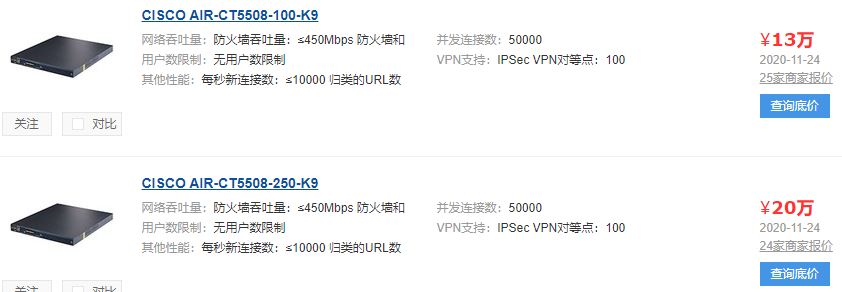 CISCO AIR-CT5508-100-K9
网络吞吐量：防火墙吞吐量：≤450Mbps 防火墙和 并发连接数：50000
用户数限制：无用户数限制 VPN支持：IPSec VPN对等点：100
其他性能：每秒新连接数：≤10000 归类的URL数
¥13万
2020-11-24
25家商家报价
查询底价
关注 对比
CISCO AIR-CT5508-250-K9
网络吞吐量：防火墙吞吐量：≤450Mbps 防火墙和 并发连接数：50000
用户数限制：无用户数限制 VPN支持：IPSec VPN对等点：100
其他性能：每秒新连接数：≤10000 归类的URL数
¥20万
2020-11-24
24家商家报价
查询底价
关注 对比